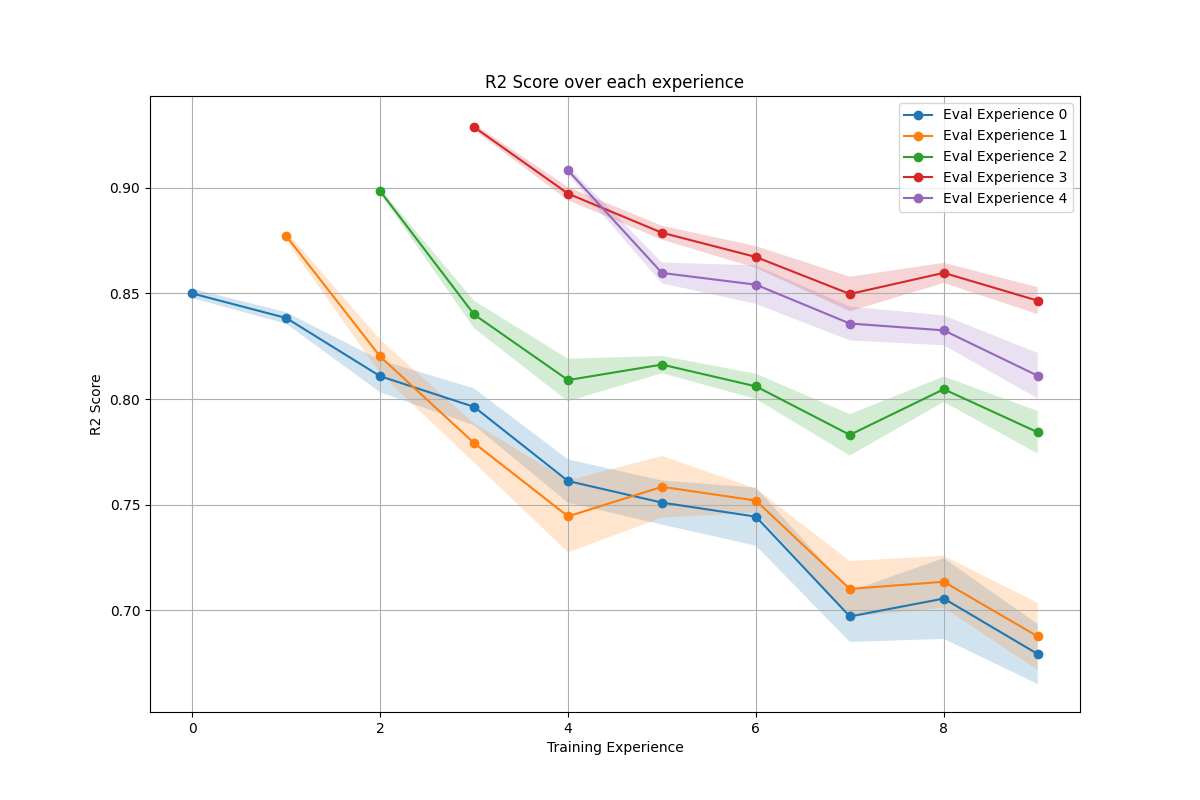 R2 Score over each experience
Eval Experience 0
Eval Experience 1
Eval Experience 2
Eval Experience 3
Eval Experience 4
0.90
0.85
0.80
0.75
0.70
R2 Score
0 2 4 6 8
Training Experience